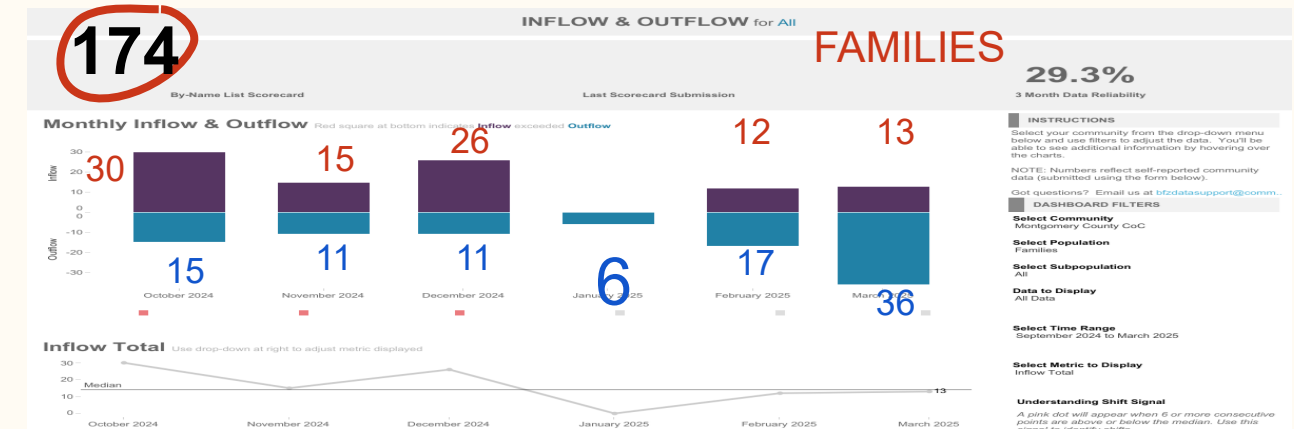 INFLOW & OUTFLOW for All
174
FAMILIES
29.3%
By-Name List Scorecard
Last Scorecard Submission
3 Month Data Reliability
Monthly Inflow & Outflow Red square at bottom indicates Inflow exceeded Outflow
Inflow
30
20
10
0
0
-10
-20
-30
Outflow
30
15
26
12
13
15
11
11
6
17
36
October 2024
November 2024
December 2024
January 2025
February 2025
March 2025
Inflow Total Use drop-down at right to adjust metric displayed
30
20
10
0
Median
13
October 2024
November 2024
December 2024
January 2025
February 2025
March 2025
INSTRUCTIONS
Select your community from the drop-down menu
below and use filters to adjust the data. You'll be
able to see additional information by hovering over
the charts.
NOTE: Numbers reflect self-reported community
data (submitted using the form below).
Got questions? Email us at bfzdatasupport@comm..
DASHBOARD FILTERS
Select Community
Montgomery County CoC
Select Population
Families
Select Subpopulation
All
Data to Display
All Data
Select Time Range
September 2024 to March 2025
Select Metric to Display
Inflow Total
Understanding Shift Signal
A pink dot will appear when 6 or more consecutive
points are above or below the median. Use this